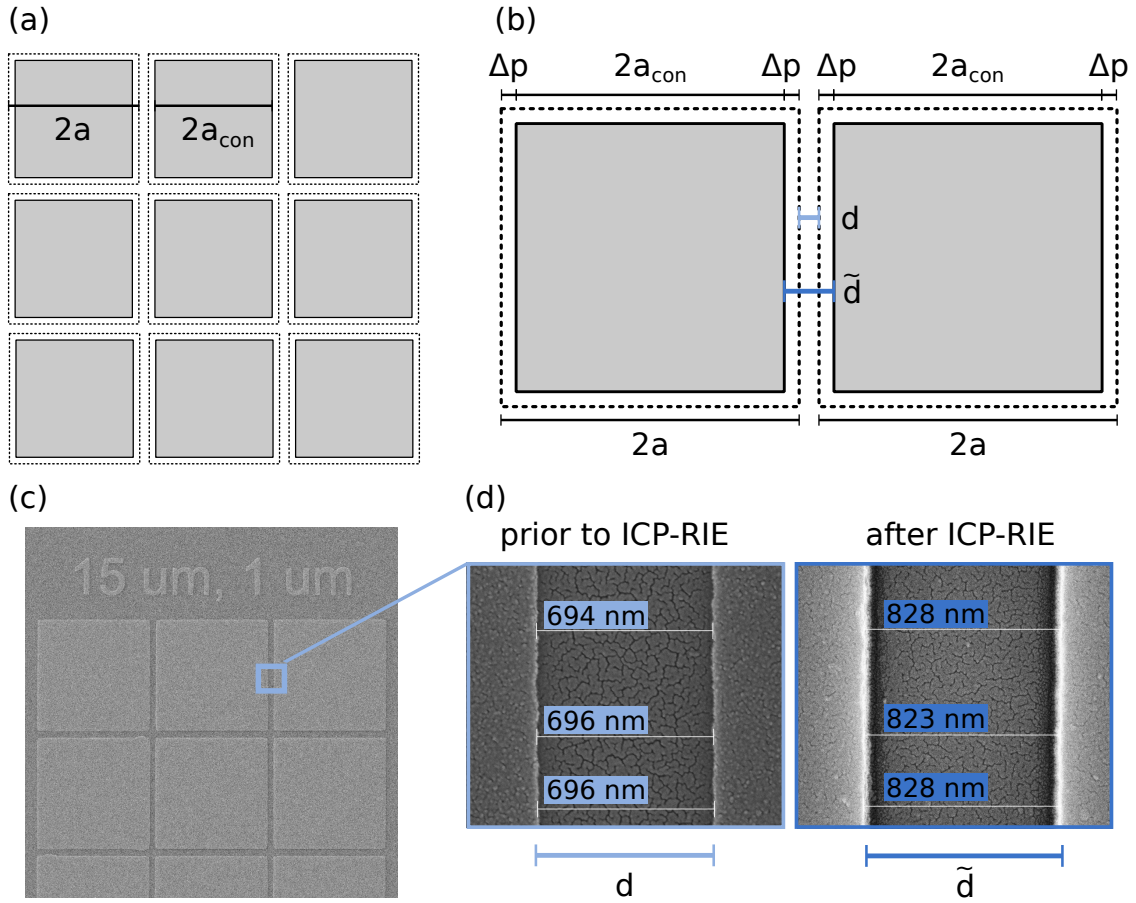 (a)
2a
2a_con
(b)
Δp 2a_con Δp Δp 2a_con Δp
d
d̃
2a 2a
(c)
15 um, 1 um
(d)
prior to ICP-RIE
694 nm
696 nm
696 nm
d
after ICP-RIE
828 nm
823 nm
828 nm
d̃